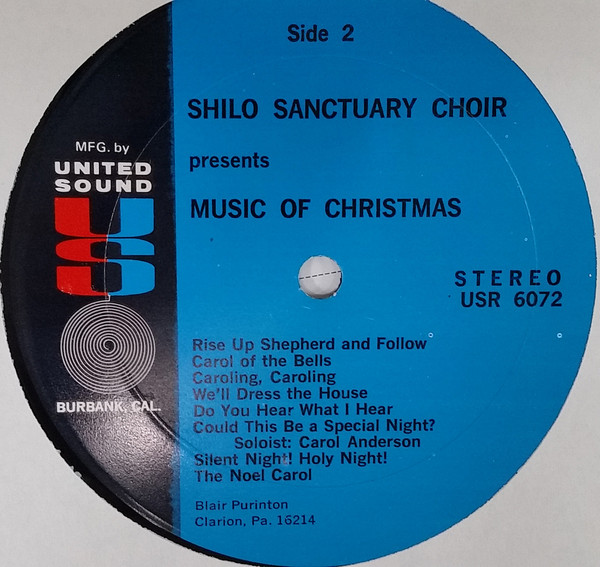 Side 2
SHILO SANCTUARY CHOIR
presents
MUSIC OF CHRISTMAS
MFG. by
UNITED
SOUND
US
BURBANK, CAL.
STEREO
USR 6072
Rise Up Shepherd and Follow
Carol of the Bells
Caroling, Caroling
We'll Dress the House
Do You Hear What I Hear
Could This Be a Special Night?
Soloist: Carol Anderson
Silent Night! Holy Night!
The Noel Carol
Blair Purinton
Clarion, Pa. 16214